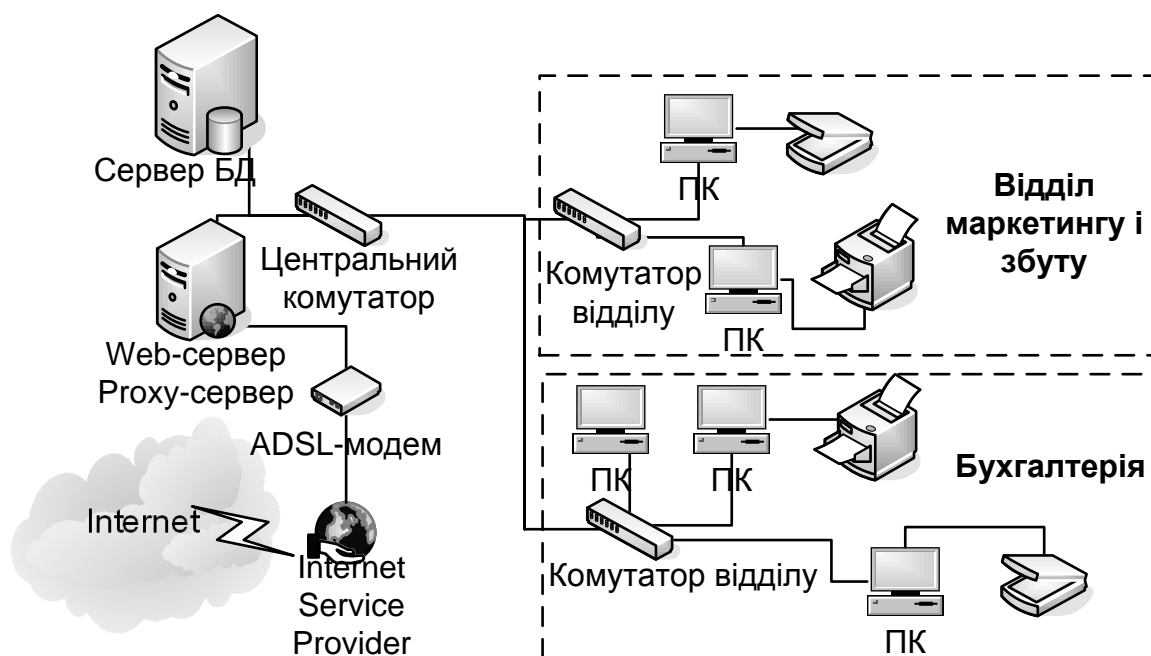 Сервер БД
Центральний
комутатор
Web-сервер
Proxy-сервер
ADSL-модем
Internet
Internet
Service
Provider
ПК
Комутатор
відділу
ПК
Відділ
маркетингу і
збуту
ПК
ПК
Бухгалтерія
Комутатор відділу
ПК